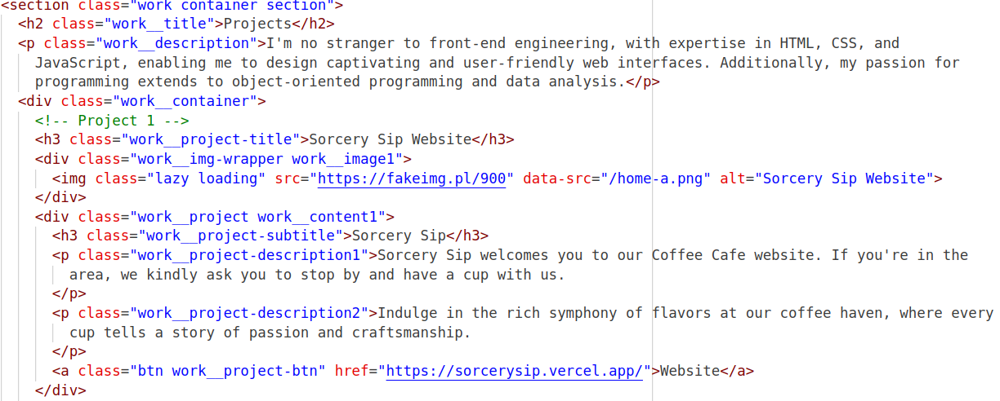 <section class="work container section">
<h2 class="work__title">Projects</h2>
<p class="work__description">I'm no stranger to front-end engineering, with expertise in HTML, CSS, and
JavaScript, enabling me to design captivating and user-friendly web interfaces. Additionally, my passion for
programming extends to object-oriented programming and data analysis.</p>
<div class="work__container">
<!-- Project 1 -->
<h3 class="work__project-title">Sorcery Sip Website</h3>
<div class="work__img-wrapper work__image1">
<img class="lazy loading" src="https://fakeimg.pl/900" data-src="/home-a.png" alt="Sorcery Sip Website">
</div>
<div class="work__project work__content1">
<h3 class="work__project-subtitle">Sorcery Sip</h3>
<p class="work__project-description1">Sorcery Sip welcomes you to our Coffee Cafe website. If you're in the
area, we kindly ask you to stop by and have a cup with us.
</p>
<p class="work__project-description2">Indulge in the rich symphony of flavors at our coffee haven, where every
cup tells a story of passion and craftsmanship.
</p>
<a class="btn work__project-btn" href="https://sorcerysip.vercel.app/">Website</a>
</div>